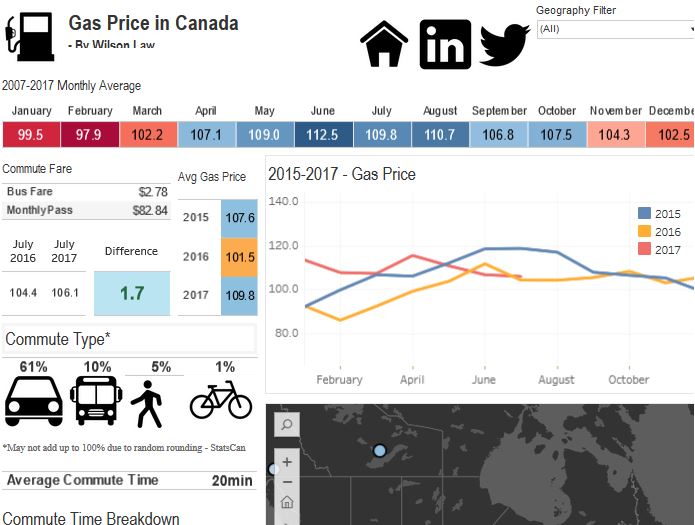 Geography Filter
(All)
Gas Price in Canada
- By Wilson Law
2007-2017 Monthly Average
January February March April May June July August September October November Decembe
99.5 97.9 102.2 107.1 109.0 112.5 109.8 110.7 106.8 107.5 104.3 102.5
Commute Fare
Bus Fare $2.78
MonthlyPass $82.84
July 2016 July 2017 Difference
104.4 106.1 1.7
Avg Gas Price
2015 107.6
2016 101.5
2017 109.8
2015-2017 - Gas Price
140.0
120.0
100.0
80.0
2015
2016
2017
February April June August October
Commute Type*
61% 10% 5% 1%
*May not add up to 100% due to random rounding - StatsCan
Average Commute Time 20min
Commute Time Breakdown
in
+
−